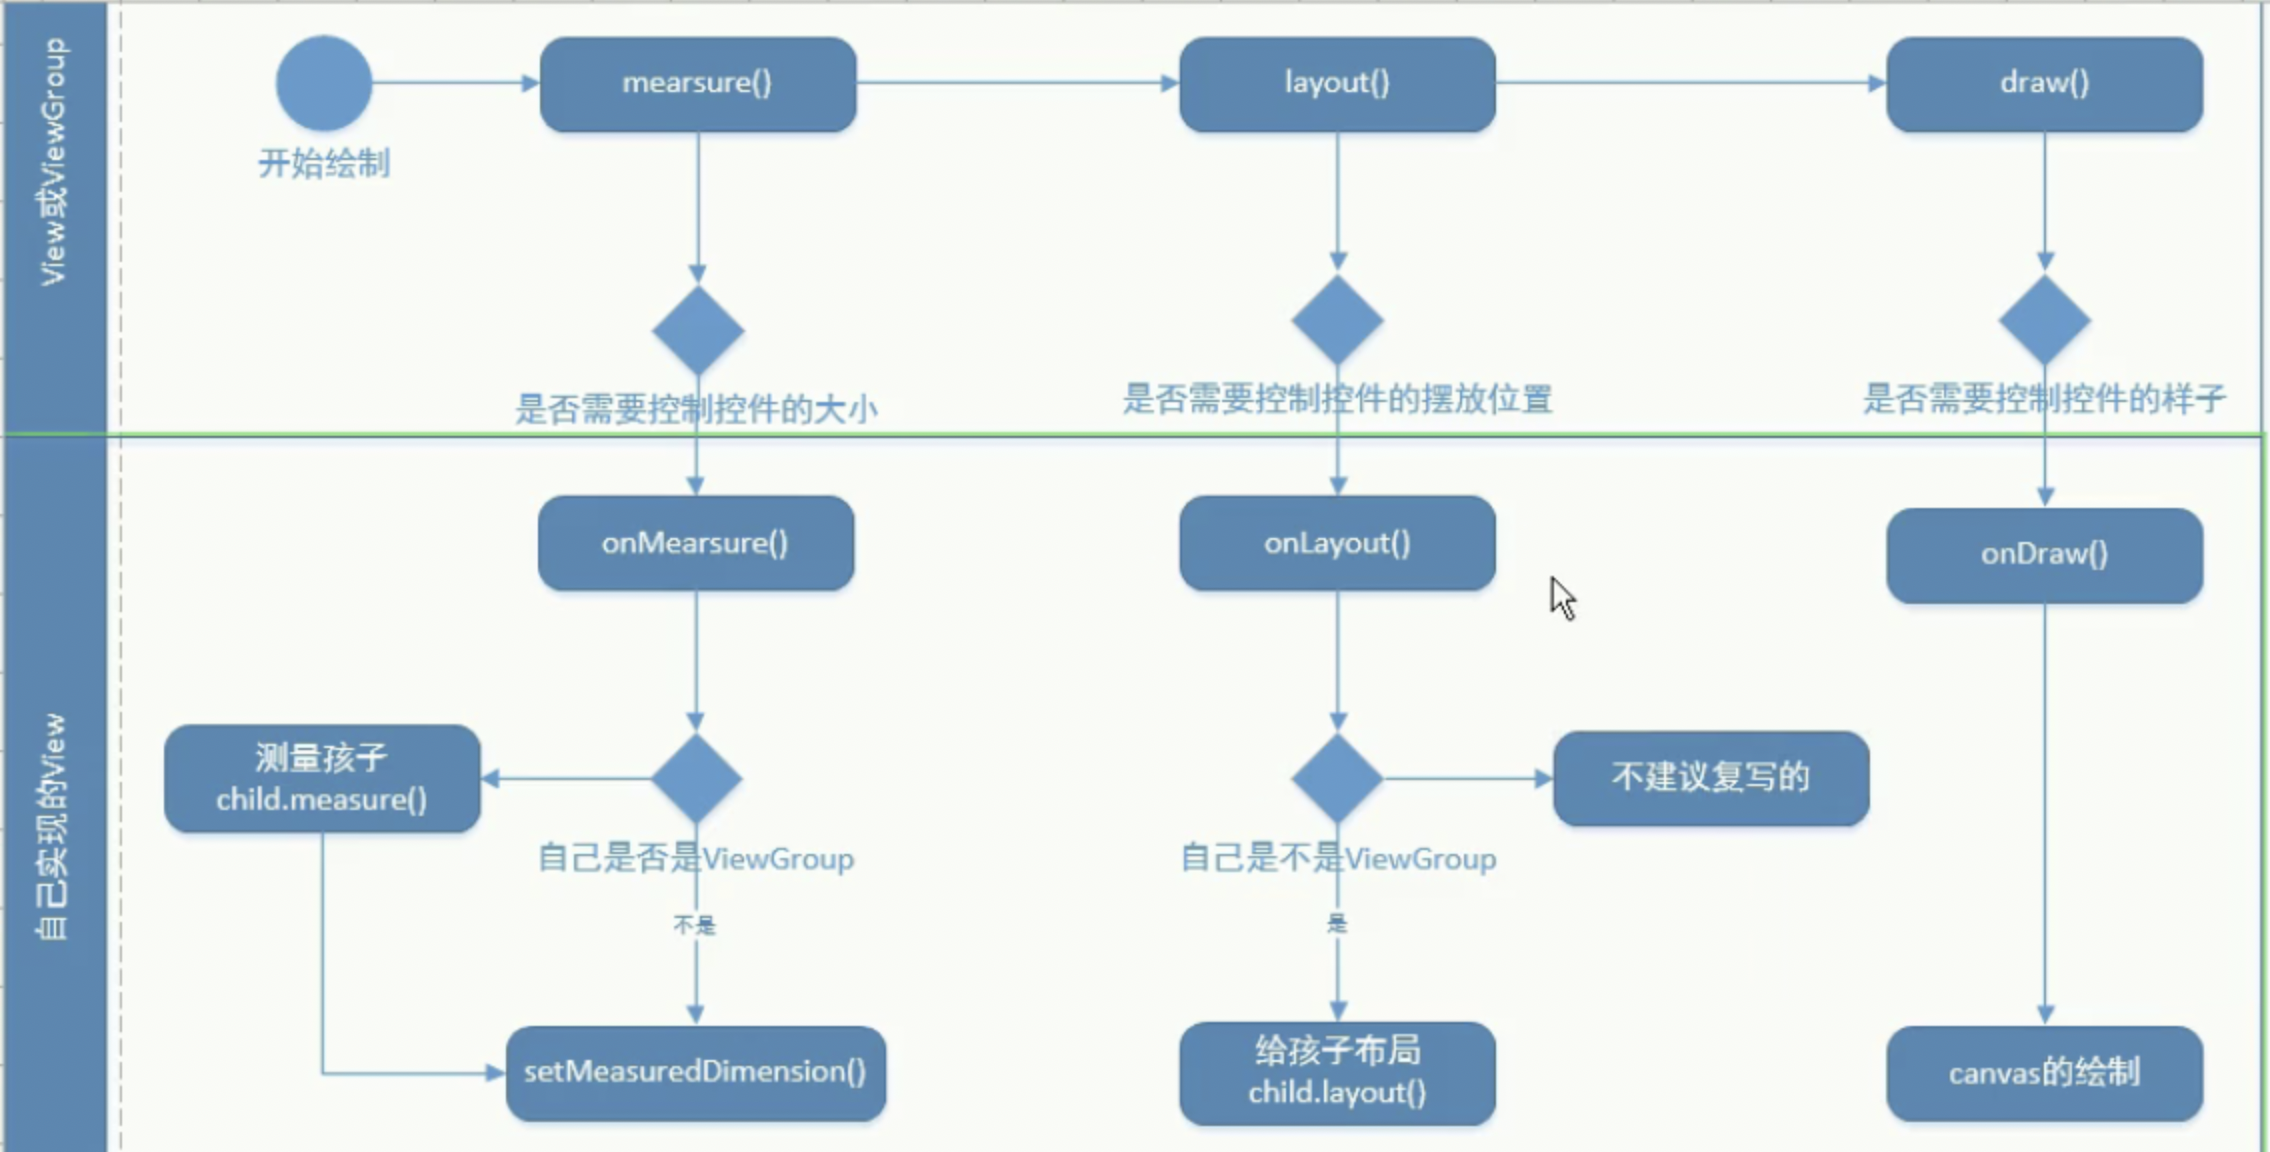 View或ViewGroup
mearsure()
layout()
draw()
开始绘制
是否需要控制控件的大小
是否需要控制控件的摆放位置
是否需要控制控件的样子
自己实现的View
onMearsure()
onLayout()
onDraw()
测量孩子
child.measure()
不建议复写的
自己是否是ViewGroup
自己是不是ViewGroup
不是
是
setMeasuredDimension()
给孩子布局
child.layout()
canvas的绘制